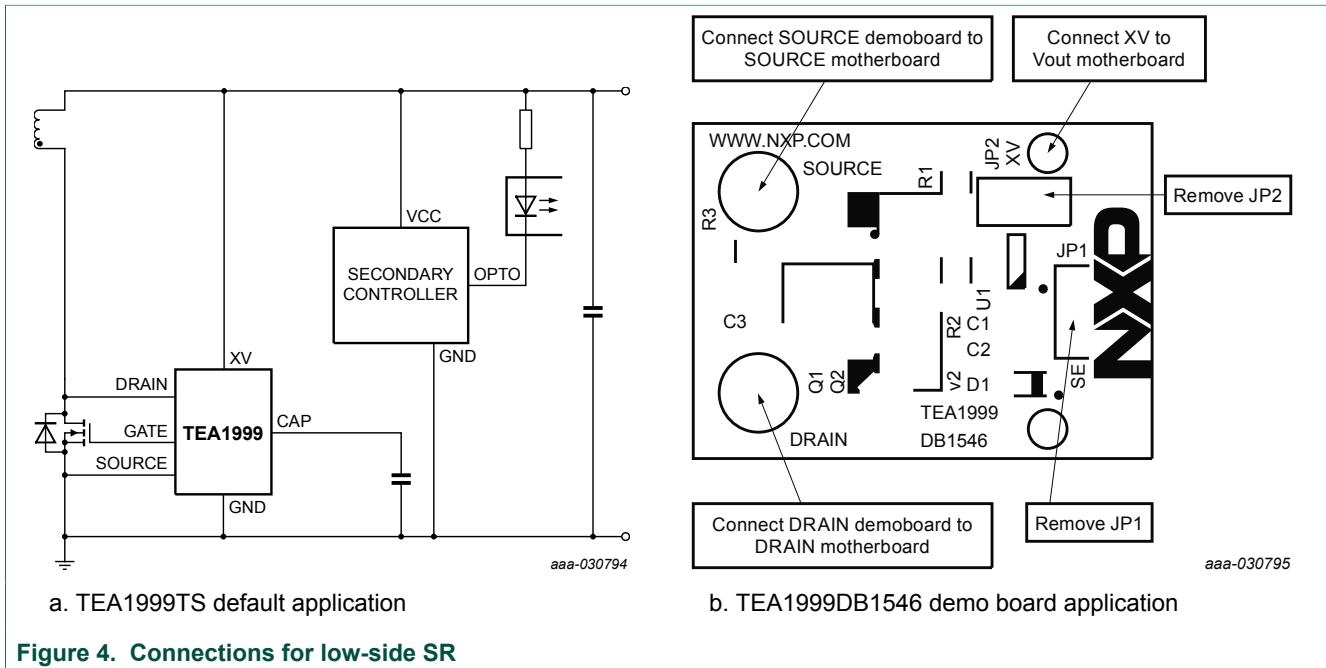 VCC
SECONDARY
CONTROLLER
OPTO
GND
XV
DRAIN
GATE
SOURCE
TEA1999
CAP
GND
aaa-030794
a. TEA1999TS default application
Connect SOURCE demoboard to
SOURCE motherboard
Connect XV to
Vout motherboard
WWW.NXP.COM
SOURCE
R3
R1
JP2
XV
Remove JP2
JP1
NXP
U1
C3
R2
C1
C2
Q1
Q2
V2
D1
SE
TEA1999
DRAIN
DB1546
Connect DRAIN demoboard to
DRAIN motherboard
Remove JP1
aaa-030795
b. TEA1999DB1546 demo board application
Figure 4. Connections for low-side SR